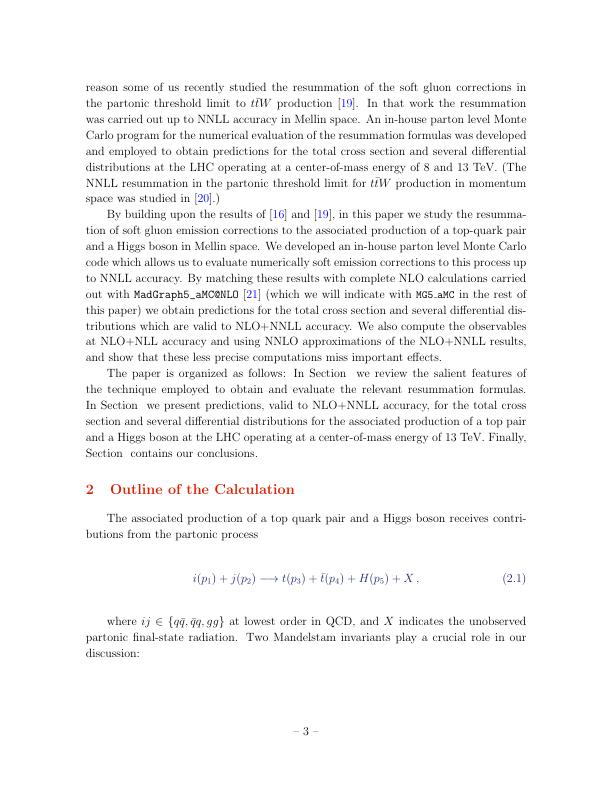 reason some of us recently studied the resummation of the soft gluon corrections in
the partonic threshold limit to tt̄W production [19]. In that work the resummation
was carried out up to NNLL accuracy in Mellin space. An in-house parton level Monte
Carlo program for the numerical evaluation of the resummation formulas was developed
and employed to obtain predictions for the total cross section and several differential
distributions at the LHC operating at a center-of-mass energy of 8 and 13 TeV. (The
NNLL resummation in the partonic threshold limit for tt̄W production in momentum
space was studied in [20].)
By building upon the results of [16] and [19], in this paper we study the resumma-
tion of soft gluon emission corrections to the associated production of a top-quark pair
and a Higgs boson in Mellin space. We developed an in-house parton level Monte Carlo
code which allows us to evaluate numerically soft emission corrections to this process up
to NNLL accuracy. By matching these results with complete NLO calculations carried
out with MadGraph5_aMC@NLO [21] (which we will indicate with MG5_aMC in the rest of
this paper) we obtain predictions for the total cross section and several differential dis-
tributions which are valid to NLO+NNLL accuracy. We also compute the observables
at NLO+NLL accuracy and using NNLO approximations of the NLO+NNLL results,
and show that these less precise computations miss important effects.
The paper is organized as follows: In Section we review the salient features of
the technique employed to obtain and evaluate the relevant resummation formulas.
In Section we present predictions, valid to NLO+NNLL accuracy, for the total cross
section and several differential distributions for the associated production of a top pair
and a Higgs boson at the LHC operating at a center-of-mass energy of 13 TeV. Finally,
Section contains our conclusions.
2 Outline of the Calculation
The associated production of a top quark pair and a Higgs boson receives contri-
butions from the partonic process
i(p₁) + j(p₂) ⟶ t(p₃) + t̄(p₄) + H(p₅) + X , (2.1)
where ij ∈ {qq̄, q̄q, gg} at lowest order in QCD, and X indicates the unobserved
partonic final-state radiation. Two Mandelstam invariants play a crucial role in our
discussion:
– 3 –